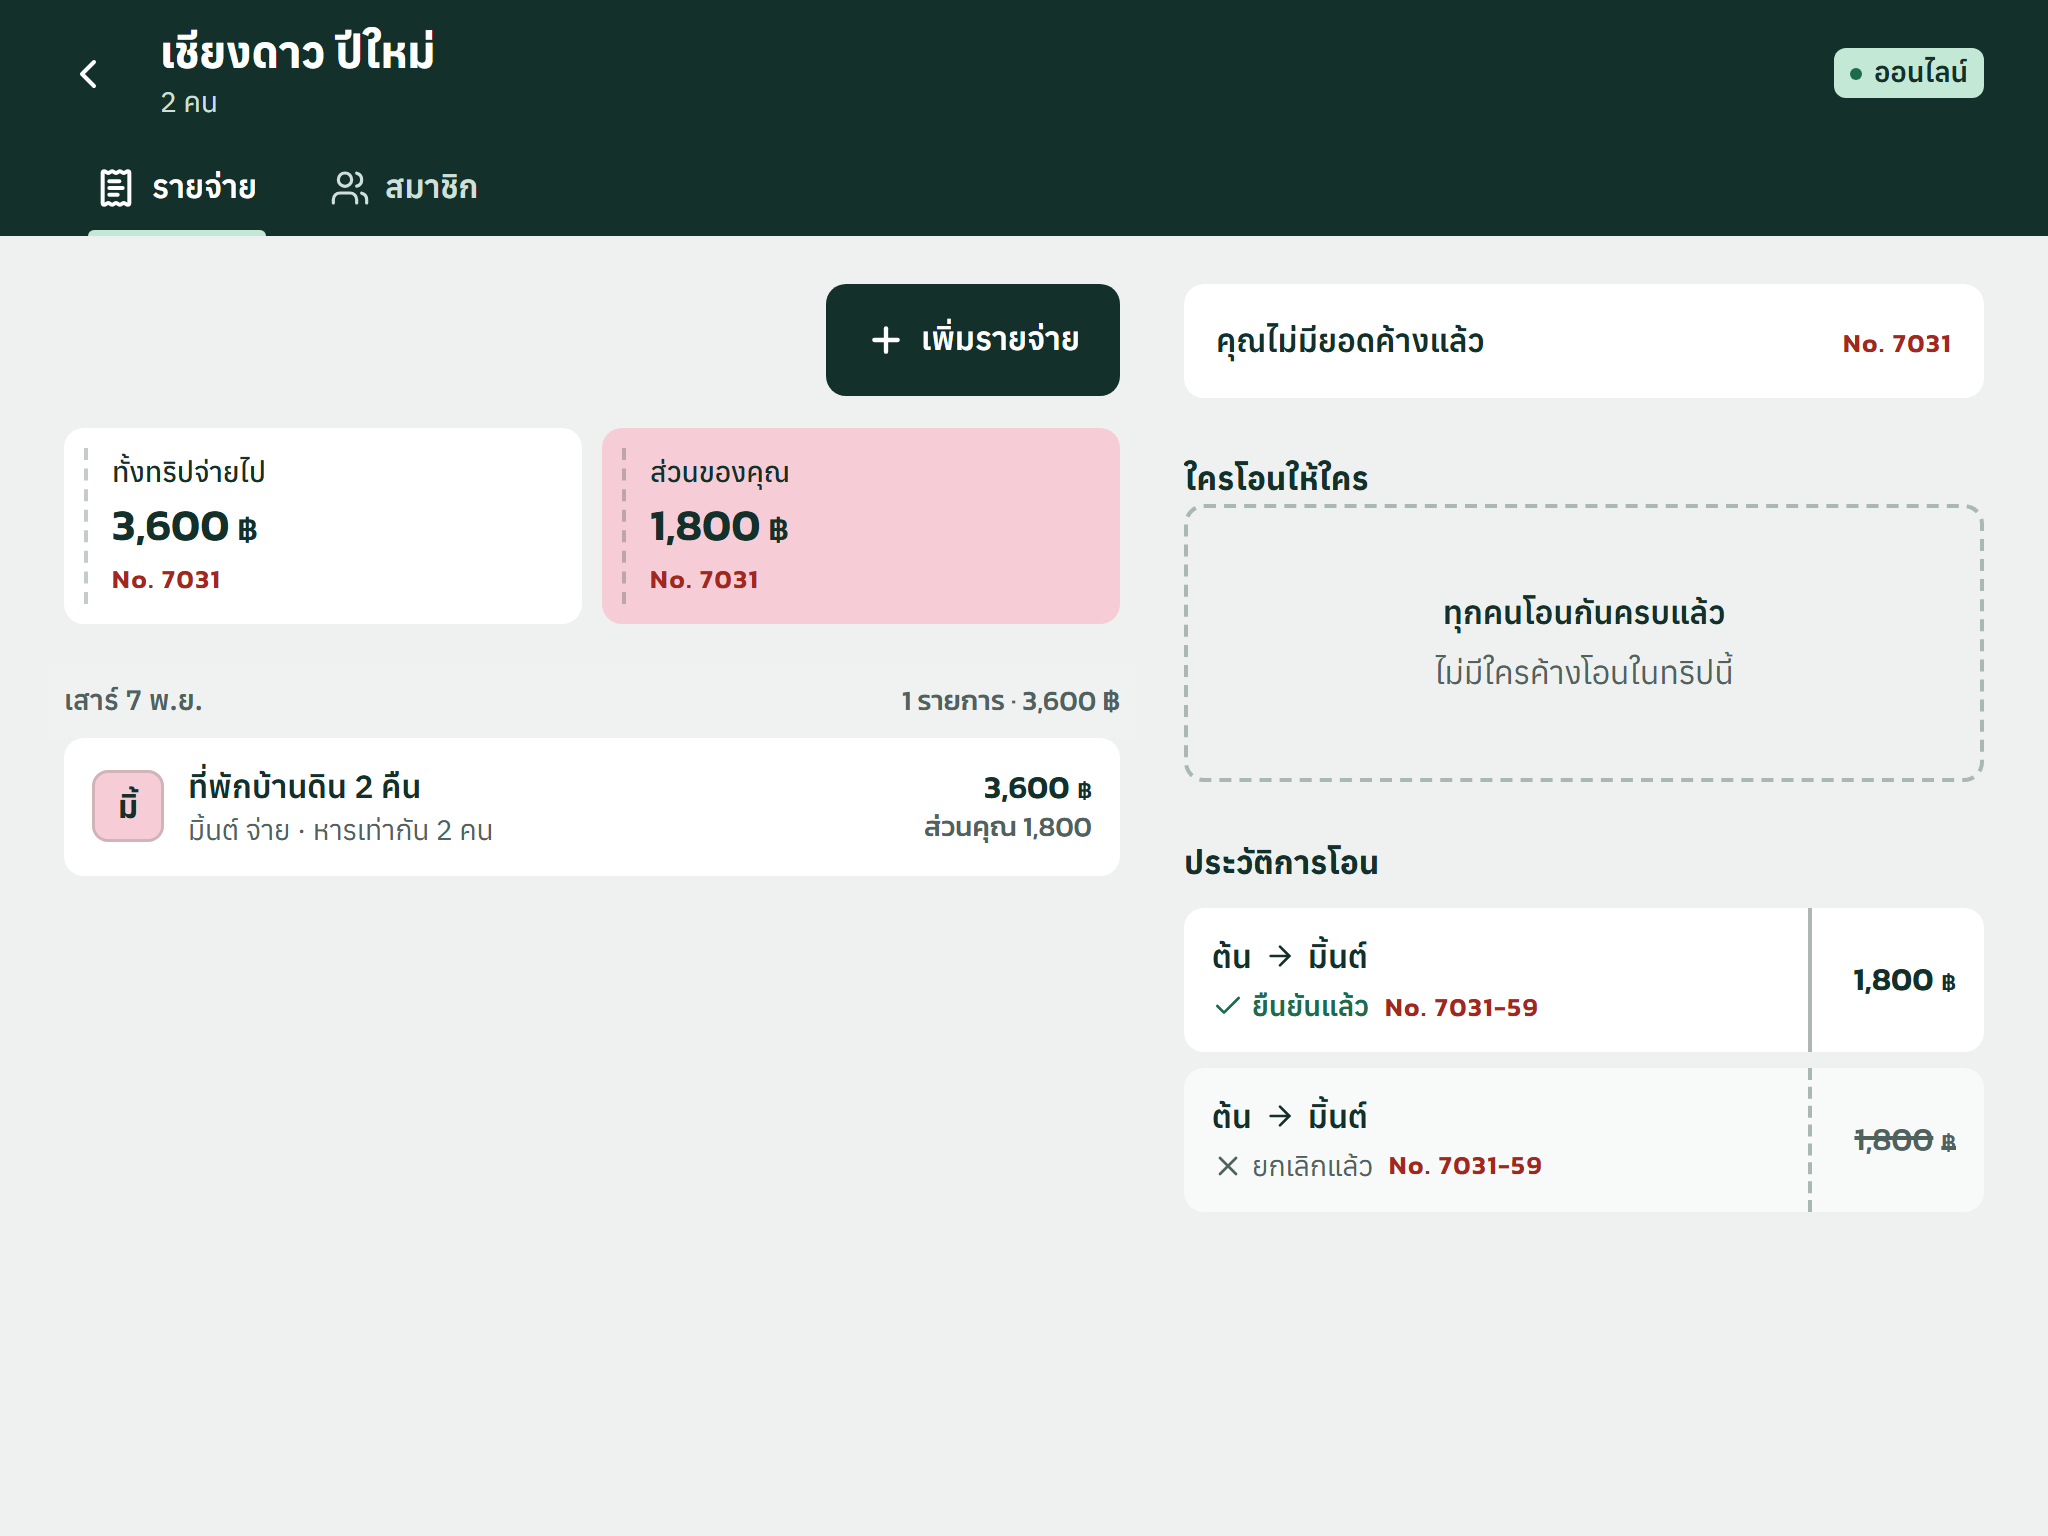 เชียงดาว ปีใหม่
2 คน
ออนไลน์
รายจ่าย
สมาชิก
เพิ่มรายจ่าย
ทั้งทริปจ่ายไป
3,600 ฿
No. 7031
ส่วนของคุณ
1,800 ฿
No. 7031
เสาร์ 7 พ.ย.
1 รายการ · 3,600 ฿
มิ้
ที่พักบ้านดิน 2 คืน
มิ้นต์ จ่าย · หารเท่ากัน 2 คน
3,600 ฿
ส่วนคุณ 1,800
คุณไม่มียอดค้างแล้ว
No. 7031
ใครโอนให้ใคร
ทุกคนโอนกันครบแล้ว
ไม่มีใครค้างโอนในทริปนี้
ประวัติการโอน
ต้น → มิ้นต์
ยืนยันแล้ว No. 7031-59
1,800 ฿
ต้น → มิ้นต์
ยกเลิกแล้ว No. 7031-59
1,800 ฿